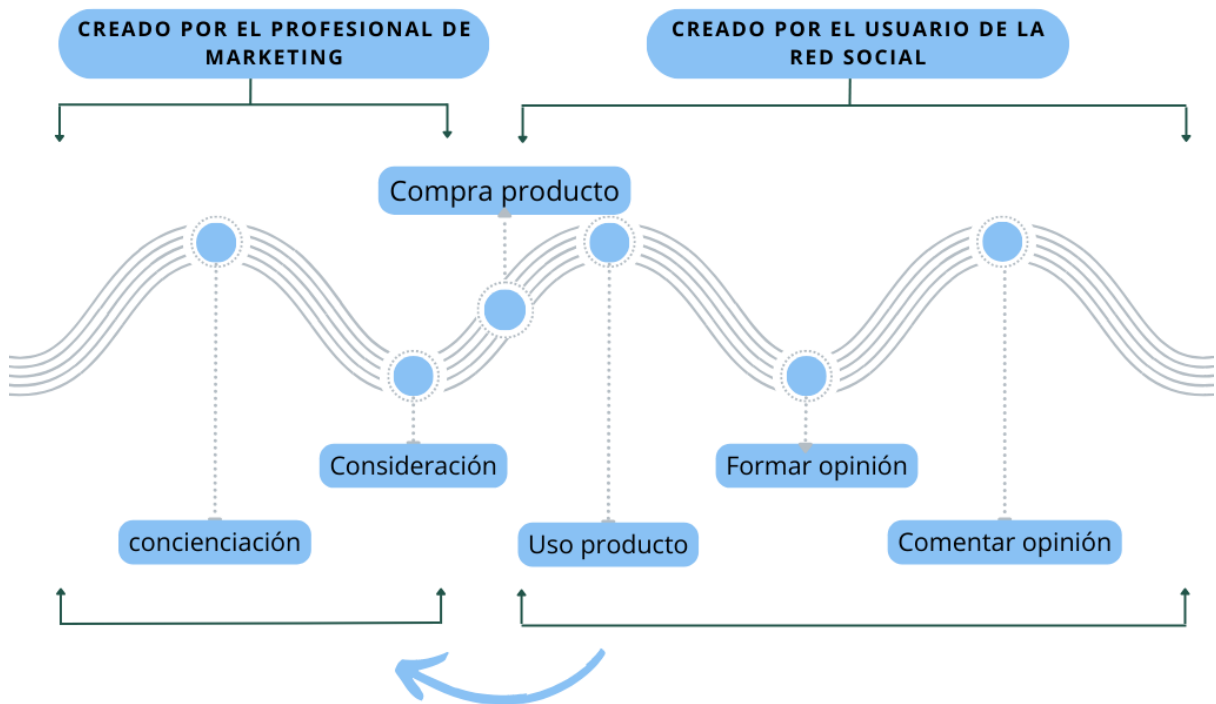 CREADO POR EL PROFESIONAL DE
MARKETING
CREADO POR EL USUARIO DE LA
RED SOCIAL
Compra producto
Consideración
Formar opinión
concienciación
Uso producto
Comentar opinión